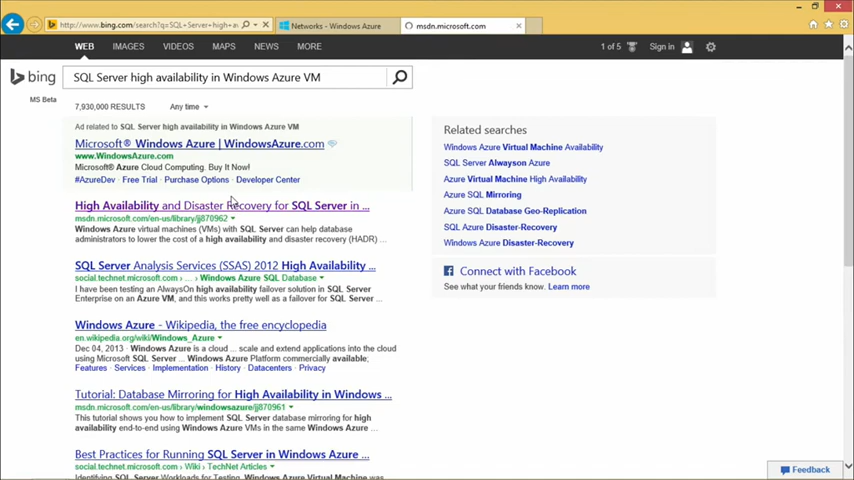 http://www.bing.com/search?q=SQL+Server+high+a
Networks - Windows Azure
msdn.microsoft.com
WEB IMAGES VIDEOS MAPS NEWS MORE
1 of 5
Sign in
bing
SQL Server high availability in Windows Azure VM
MS Beta
7,930,000 RESULTS
Any time
Ad related to SQL Server high availability in Windows Azure VM
Microsoft® Windows Azure | WindowsAzure.com
www.WindowsAzure.com
Microsoft® Azure Cloud Computing. Buy It Now!
#AzureDev · Free Trial · Purchase Options · Developer Center
High Availability and Disaster Recovery for SQL Server in ...
msdn.microsoft.com/en-us/library/jj870962
Windows Azure virtual machines (VMs) with SQL Server can help database
administrators to lower the cost of a high availability and disaster recovery (HADR) ...
SQL Server Analysis Services (SSAS) 2012 High Availability ...
social.technet.microsoft.com › ... › Windows Azure SQL Database
I have been testing an AlwaysOn high availability failover solution in SQL Server
Enterprise on an Azure VM, and this works pretty well as a failover for SQL Server ...
Windows Azure - Wikipedia, the free encyclopedia
en.wikipedia.org/wiki/Windows_Azure
Dec 04, 2013 · Windows Azure is a cloud ... scale and extend applications into the cloud
using Microsoft SQL Server ... Windows Azure Platform commercially available;
Features · Services · Implementation · History · Datacenters · Privacy
Tutorial: Database Mirroring for High Availability in Windows ...
msdn.microsoft.com/en-us/library/windowsazure/jj870961
This tutorial shows you how to implement SQL Server database mirroring for high
availability end-to-end using Windows Azure VMs in the same Windows Azure ...
Best Practices for Running SQL Server in Windows Azure ...
social.technet.microsoft.com › Wiki › TechNet Articles
Identifying SQL Server Workloads for Testing. Windows Azure Virtual Machine was
Related searches
Windows Azure Virtual Machine Availability
SQL Server Alwayson Azure
Azure Virtual Machine High Availability
Azure SQL Mirroring
Azure SQL Database Geo-Replication
SQL Azure Disaster-Recovery
Windows Azure Disaster-Recovery
Connect with Facebook
See what your friends know. Learn more
Feedback